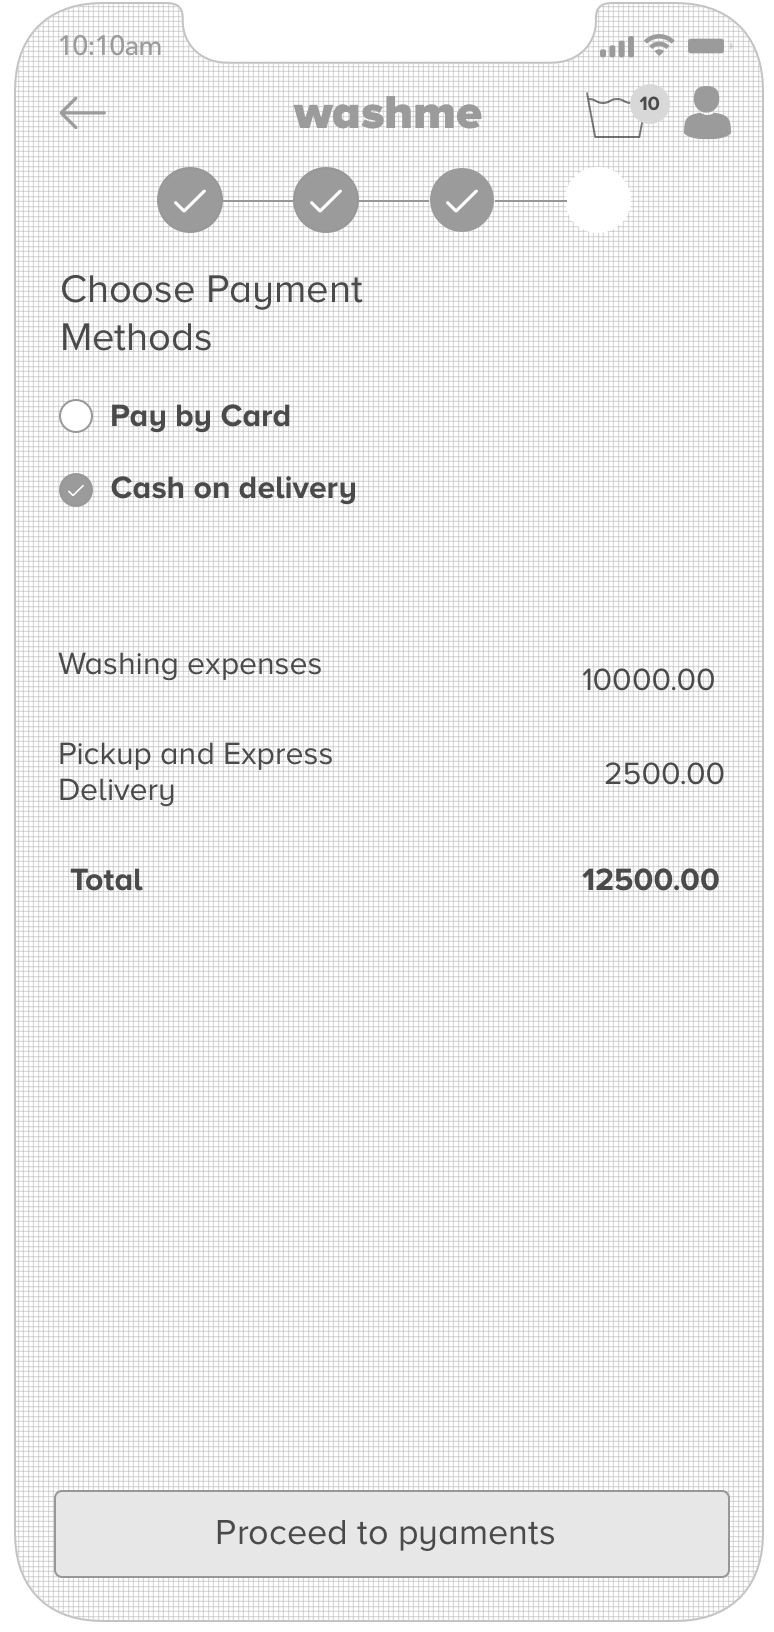 10:10am
washme
10
Choose Payment
Methods
Pay by Card
Cash on delivery
Washing expenses
10000.00
Pickup and Express
Delivery
2500.00
Total
12500.00
Proceed to pyaments